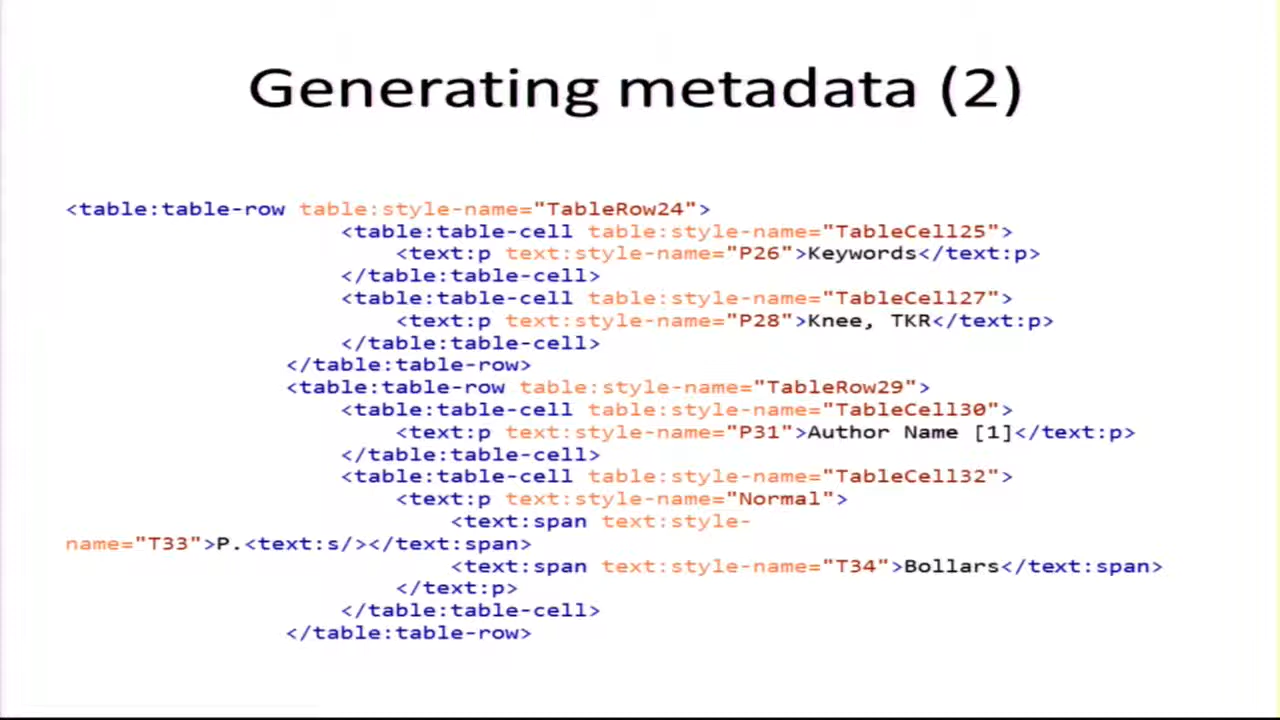 Generating metadata (2)
<table:table-row table:style-name="TableRow24">
<table:table-cell table:style-name="TableCell25">
<text:p text:style-name="P26">Keywords</text:p>
</table:table-cell>
<table:table-cell table:style-name="TableCell27">
<text:p text:style-name="P28">Knee, TKR</text:p>
</table:table-cell>
</table:table-row>
<table:table-row table:style-name="TableRow29">
<table:table-cell table:style-name="TableCell30">
<text:p text:style-name="P31">Author Name [1]</text:p>
</table:table-cell>
<table:table-cell table:style-name="TableCell32">
<text:p text:style-name="Normal">
<text:span text:style-
name="T33">P.<text:s/></text:span>
<text:span text:style-name="T34">Bollars</text:span>
</text:p>
</table:table-cell>
</table:table-row>